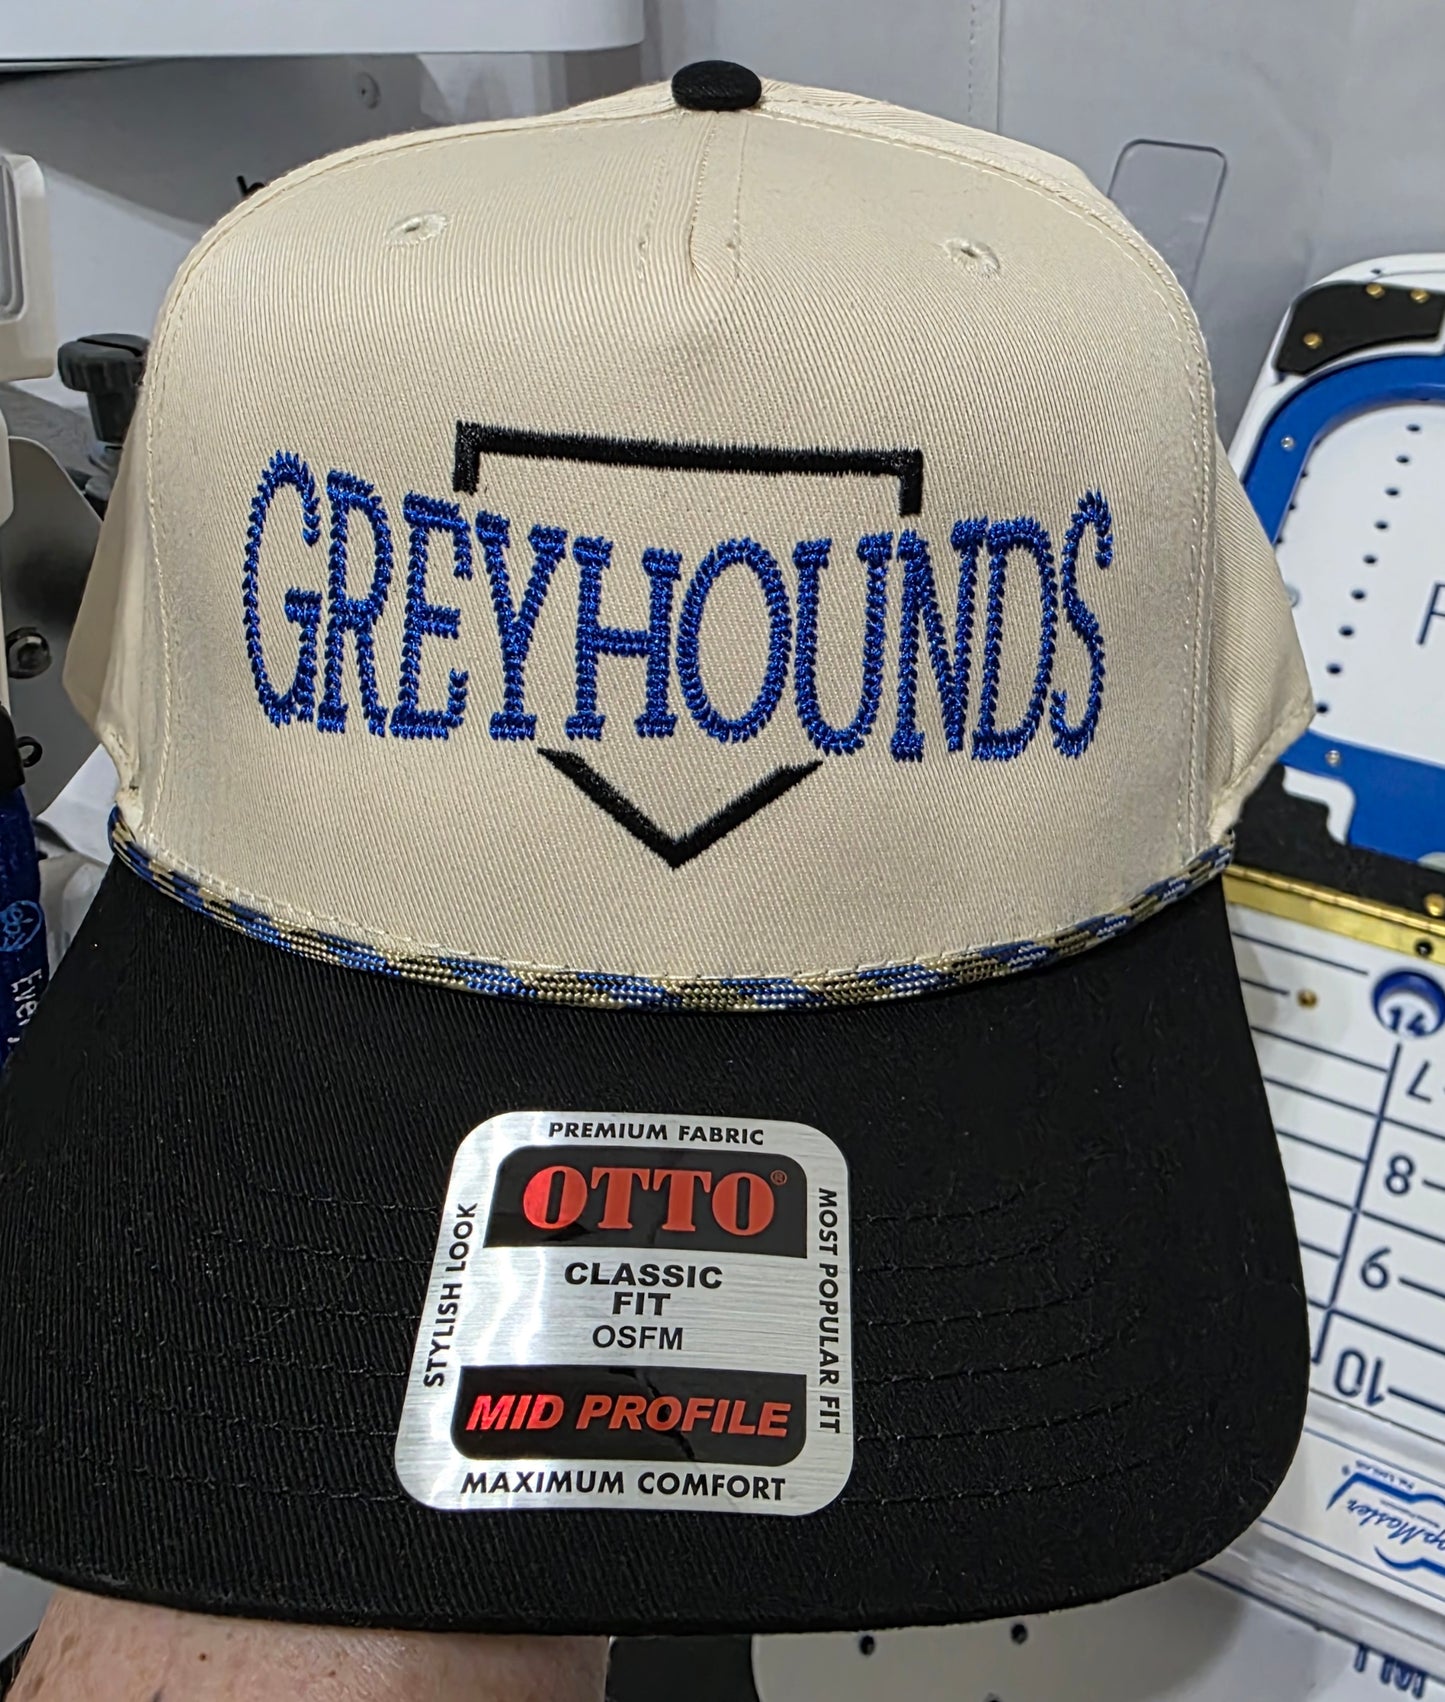 GREYHOUNDS
PREMIUM FABRIC
OTTO®
STYLISH LOOK
MOST POPULAR FIT
CLASSIC
FIT
OSFM
MID PROFILE
MAXIMUM COMFORT
14
8
6
10